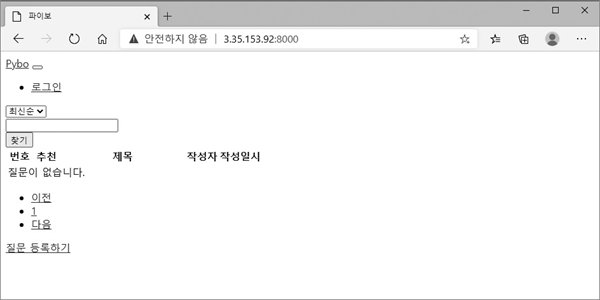 파이보
안전하지 않음 | 3.35.153.92:8000
Pybo
로그인
최신순
찾기
번호 추천 제목 작성자 작성일시
질문이 없습니다.
이전
1
다음
질문 등록하기